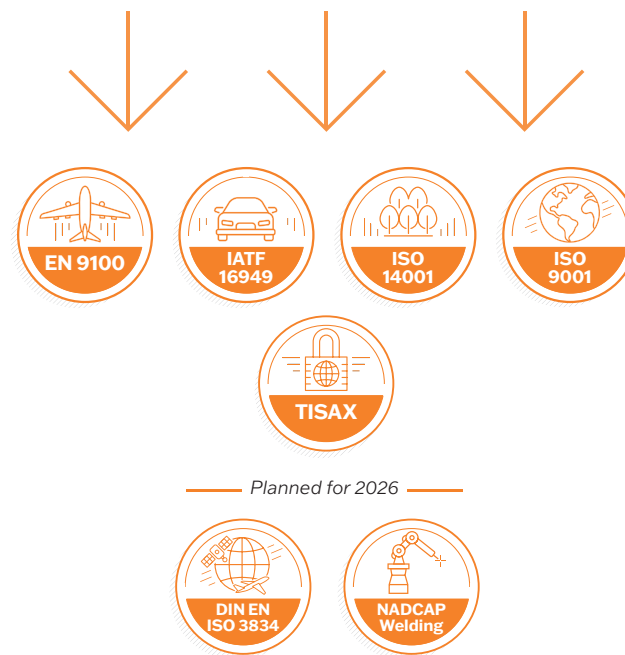 EN 9100
IATF
16949
ISO
14001
ISO
9001
TISAX
Planned for 2026
DIN EN
ISO 3834
NADCAP
Welding